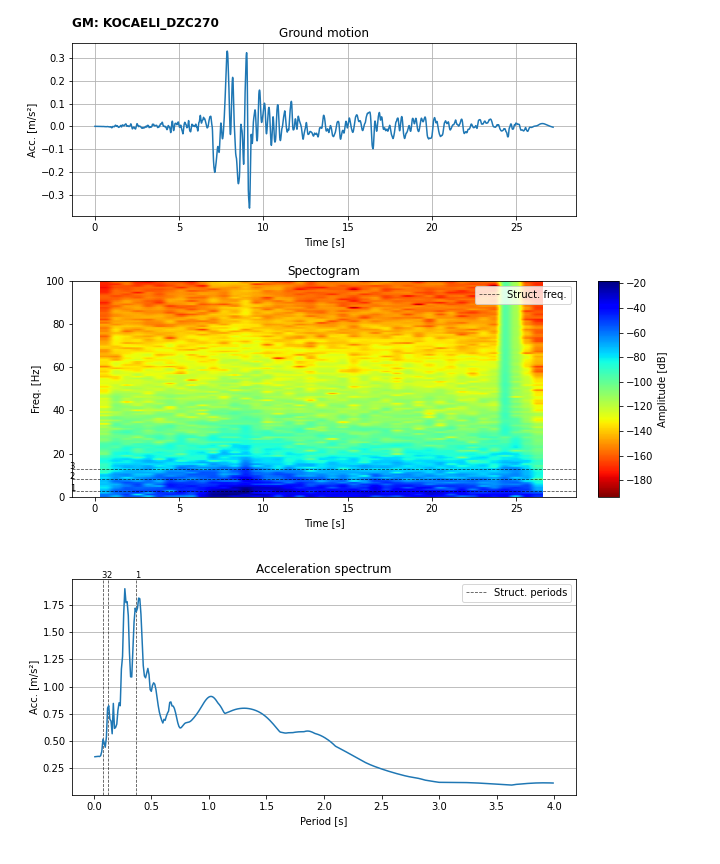 GM: KOCAELI_DZC270
Ground motion
0.3
0.2
0.1
0.0
−0.1
−0.2
−0.3
Acc. [m/s²]
0 5 10 15 20 25
Time [s]
Spectogram
100
80
60
40
20
0
Freq. [Hz]
3
2
1
Struct. freq.
0 5 10 15 20 25
Time [s]
−20
−40
−60
−80
−100
−120
−140
−160
−180
Amplitude [dB]
Acceleration spectrum
3 2 1
Struct. periods
1.75
1.50
1.25
1.00
0.75
0.50
0.25
Acc. [m/s²]
0.0 0.5 1.0 1.5 2.0 2.5 3.0 3.5 4.0
Period [s]